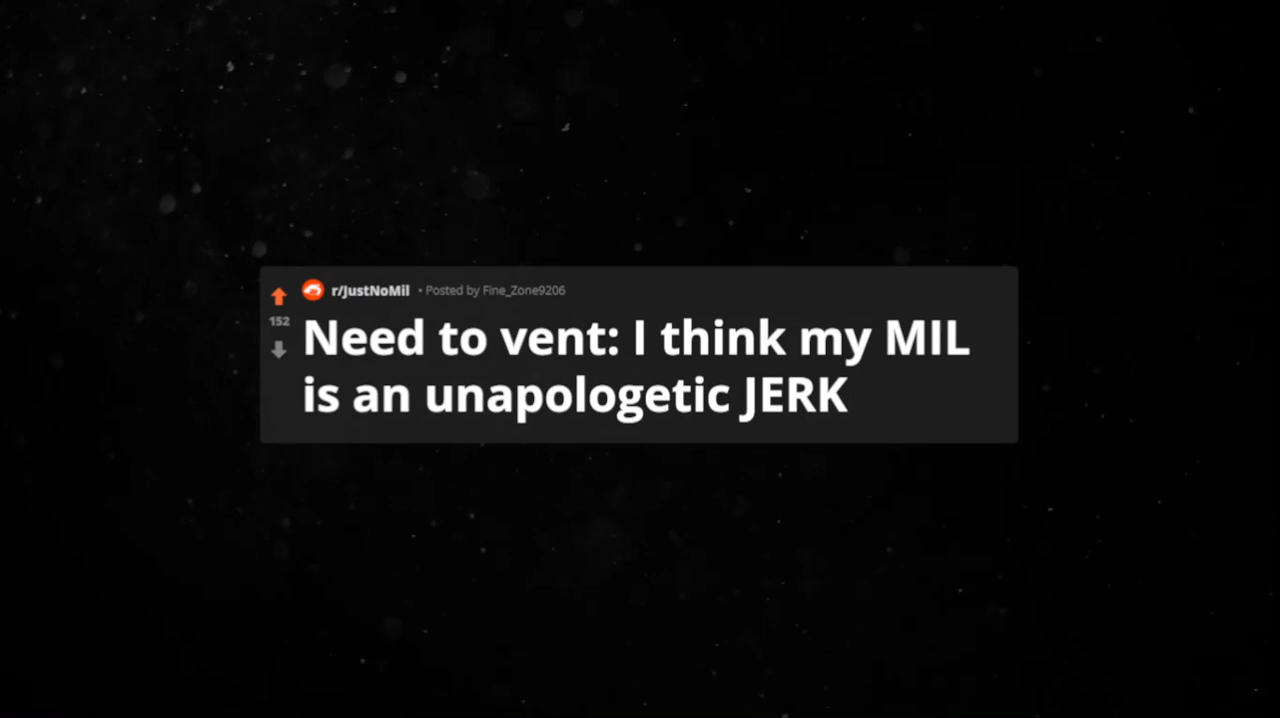 r/JustNoMil • Posted by Fine_Zone9206
152
Need to vent: I think my MIL
is an unapologetic JERK